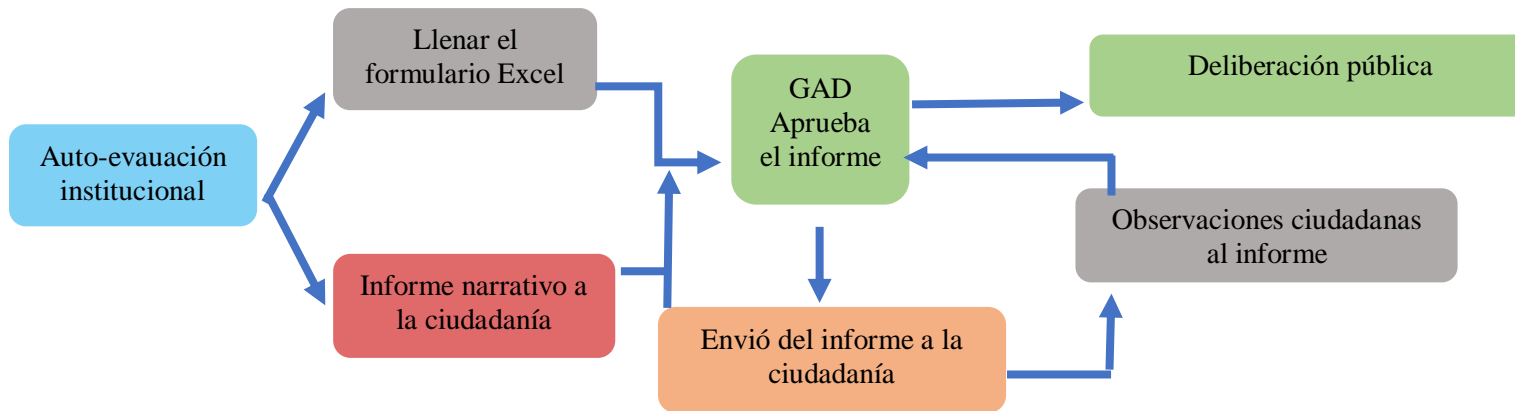 Auto-evauación
institucional
Llenar el
formulario Excel
Informe narrativo a
la ciudadanía
GAD
Aprueba
el informe
Envió del informe a la
ciudadanía
Observaciones ciudadanas
al informe
Deliberación pública